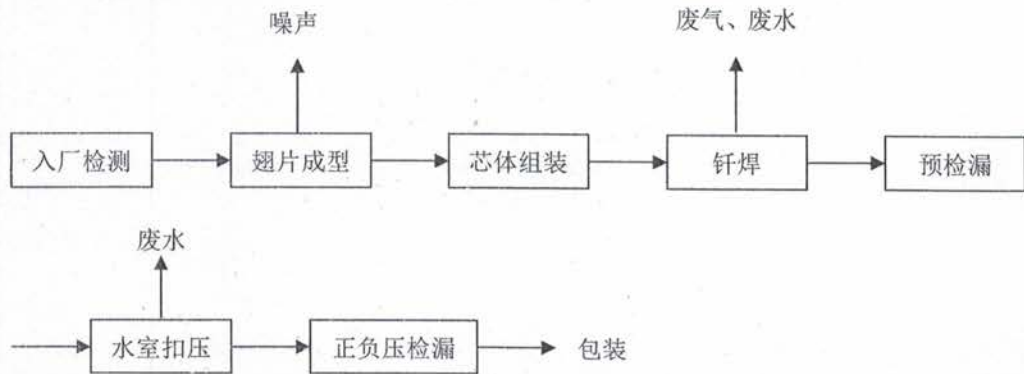 噪声 废气、废水
入厂检测 翅片成型 芯体组装 钎焊 预检漏
废水
水室扣压 正负压检漏 包装